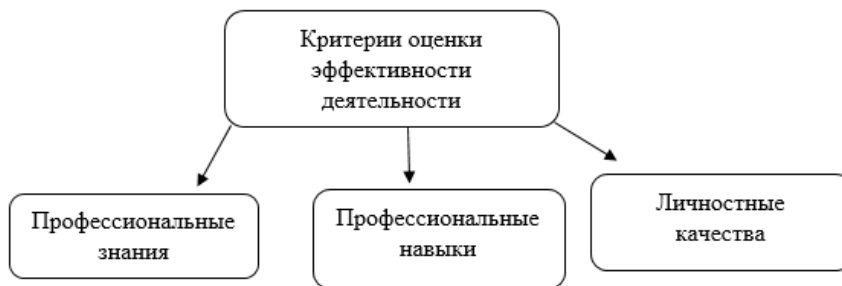 Критерии оценки
эффективности
деятельности
Профессиональные
знания
Профессиональные
навыки
Личностные
качества